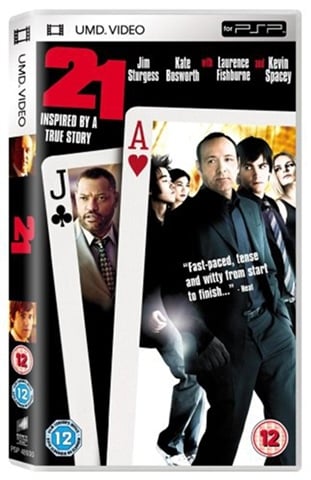 UMD. VIDEO
UMD. VIDEO
for PSP
21
INSPIRED BY A
TRUE STORY
Jim
Sturgess
Kate
Bosworth
with
Laurence
Fishburne
and
Kevin
Spacey
A
J
"Fast-paced, tense
and witty from start
to finish..." - Heat
21
12
12
12
12